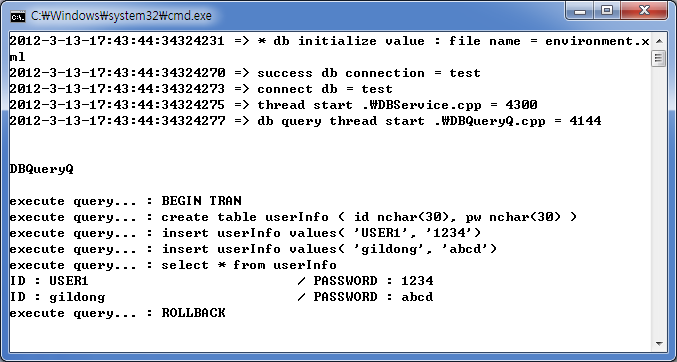 C:₩Windows₩system32₩cmd.exe
2012-3-13-17:43:44:34324231 => * db initialize value : file name = environment.x
ml
2012-3-13-17:43:44:34324270 => success db connection = test
2012-3-13-17:43:44:34324273 => connect db = test
2012-3-13-17:43:44:34324275 => thread start .₩DBService.cpp = 4300
2012-3-13-17:43:44:34324277 => db query thread start .₩DBQueryQ.cpp = 4144
DBQueryQ
execute query... : BEGIN TRAN
execute query... : create table userInfo ( id nchar(30), pw nchar(30) )
execute query... : insert userInfo values( 'USER1', '1234')
execute query... : insert userInfo values( 'gildong', 'abcd')
execute query... : select * from userInfo
ID : USER1 / PASSWORD : 1234
ID : gildong / PASSWORD : abcd
execute query... : ROLLBACK